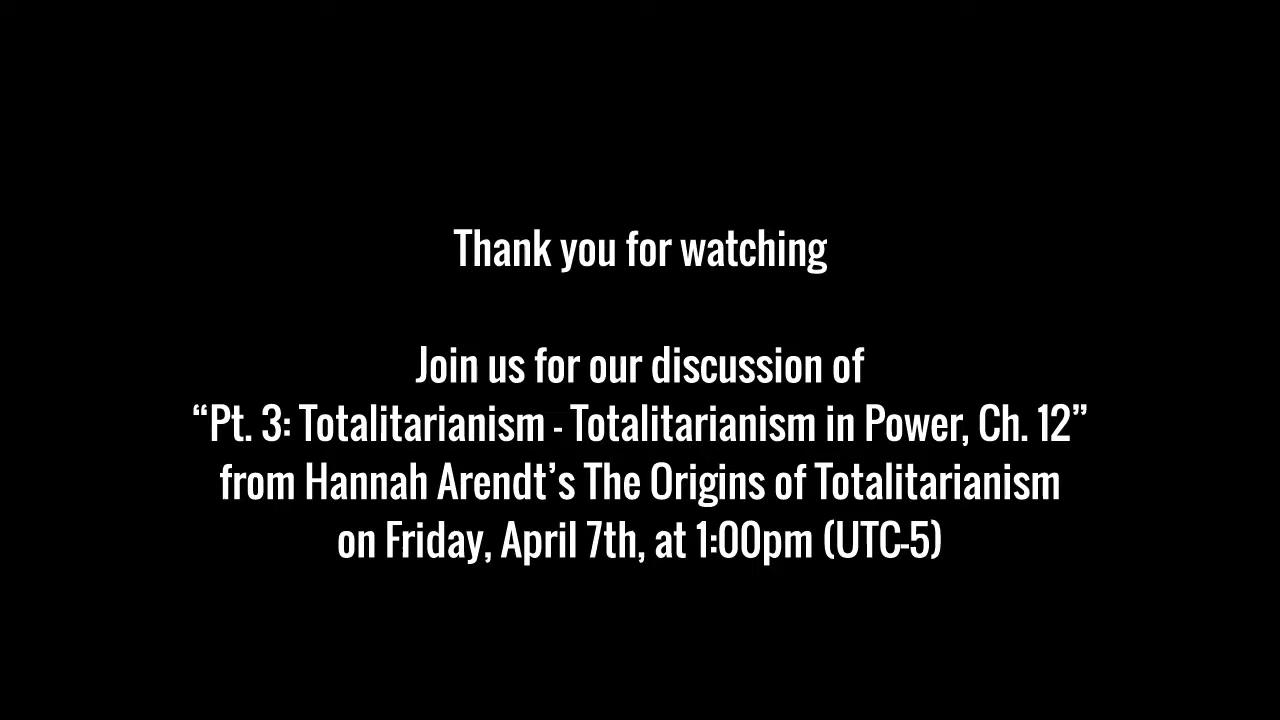 Thank you for watching
Join us for our discussion of
“Pt. 3: Totalitarianism - Totalitarianism in Power, Ch. 12”
from Hannah Arendt’s The Origins of Totalitarianism
on Friday, April 7th, at 1:00pm (UTC-5)